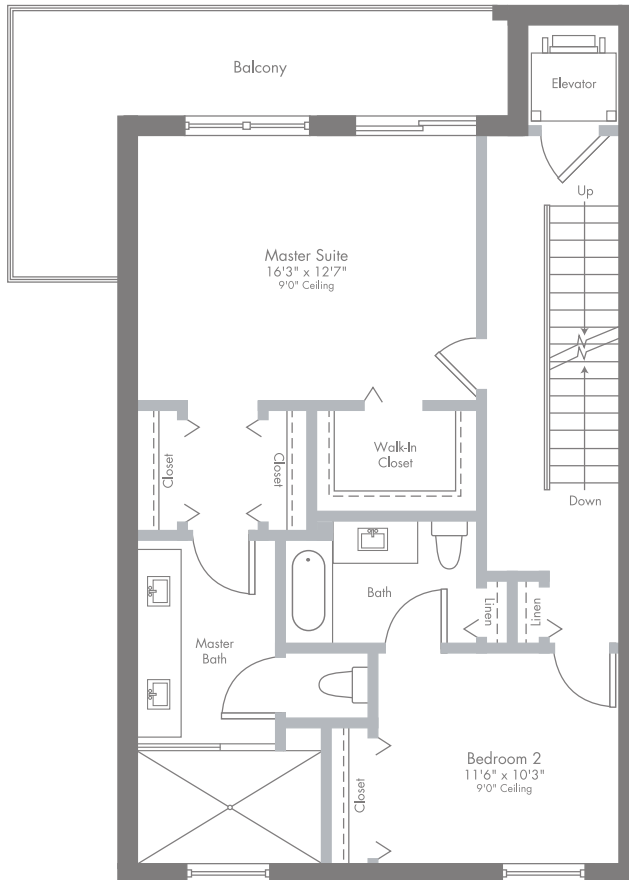 Balcony
Elevator
Up
Master Suite
16'3" x 12'7"
9'0" Ceiling
Closet
Closet
Walk-In
Closet
Down
Bath
Linen
Linen
Master
Bath
Bedroom 2
11'6" x 10'3"
9'0" Ceiling
Closet